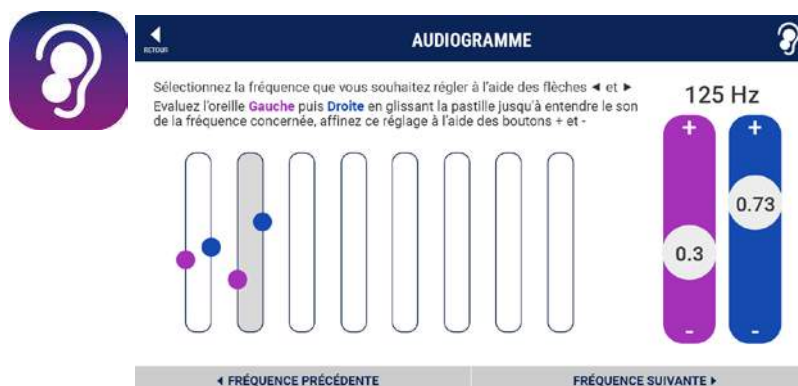 RETOUR
AUDIOGRAMME
Sélectionnez la fréquence que vous souhaitez régler à l'aide des flèches ◄ et ►
Evaluez l'oreille Gauche puis Droite en glissant la pastille jusqu'à entendre le son
de la fréquence concernée, affinez ce réglage à l'aide des boutons + et -
125 Hz
+ +
0.73
0.3
- -
◄ FRÉQUENCE PRÉCÉDENTE
FRÉQUENCE SUIVANTE ►